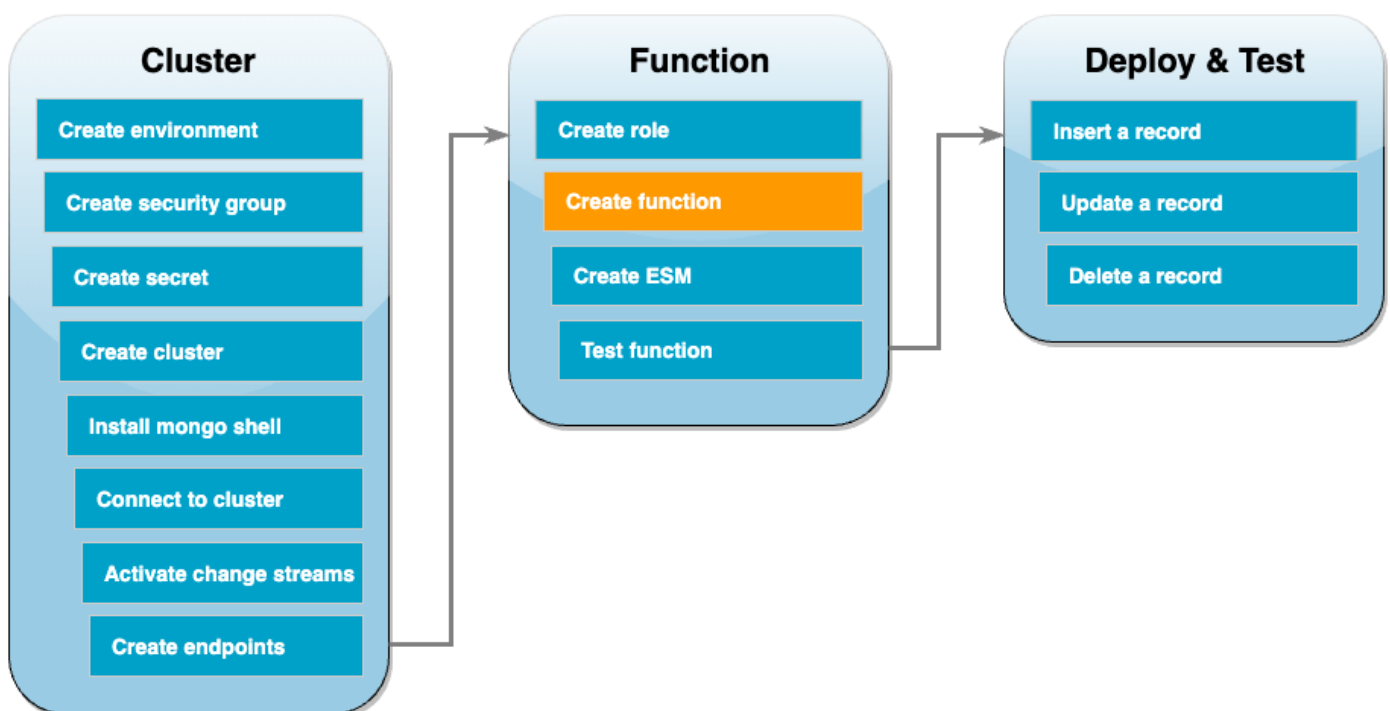 Cluster
Create environment
Create security group
Create secret
Create cluster
Install mongo shell
Connect to cluster
Activate change streams
Create endpoints
Function
Create role
Create function
Create ESM
Test function
Deploy & Test
Insert a record
Update a record
Delete a record